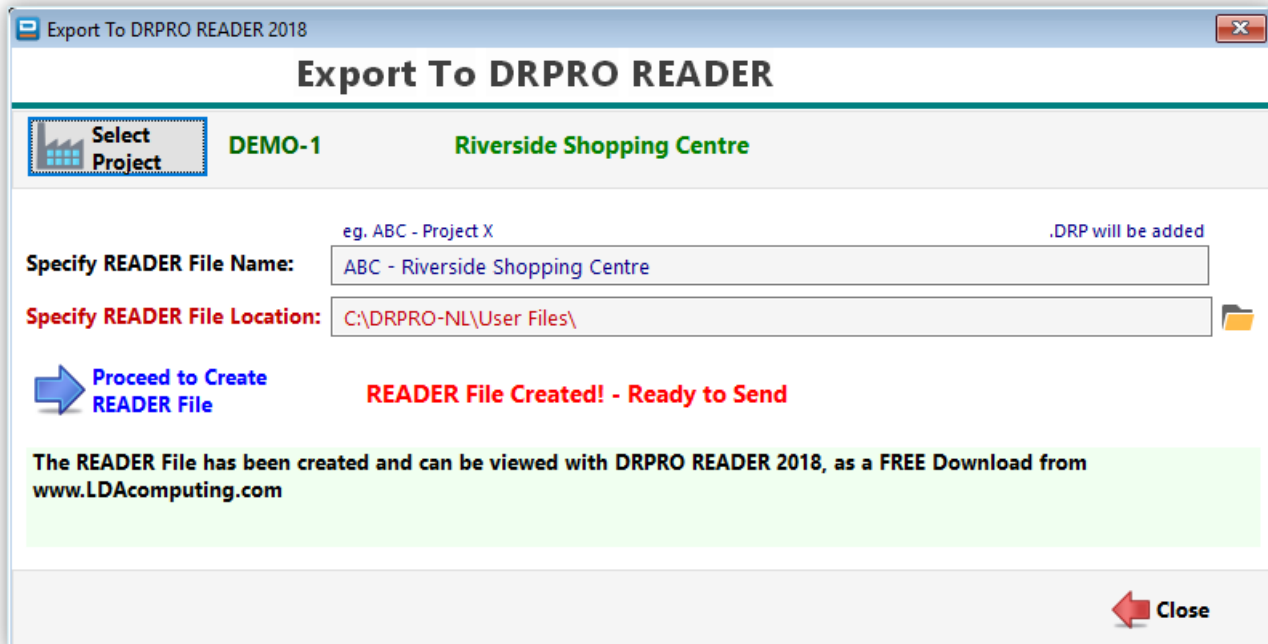 Export To DRPRO READER 2018
Export To DRPRO READER
Select
Project
DEMO-1
Riverside Shopping Centre
eg. ABC - Project X
.DRP will be added
Specify READER File Name:
ABC - Riverside Shopping Centre
Specify READER File Location:
C:\DRPRO-NL\User Files\
Proceed to Create
READER File
READER File Created! - Ready to Send
The READER File has been created and can be viewed with DRPRO READER 2018, as a FREE Download from
www.LDAcomputing.com
Close